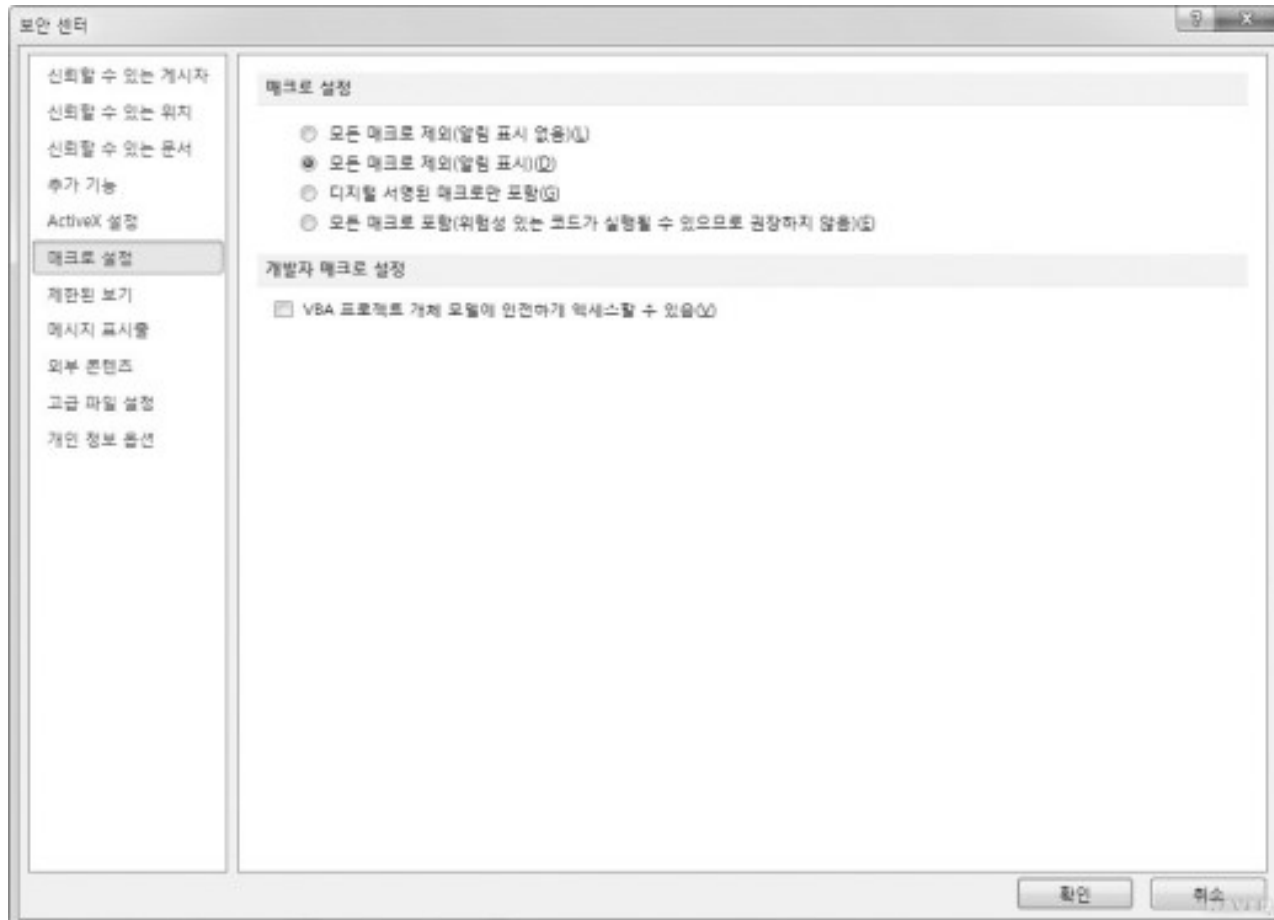 보안 센터
신뢰할 수 있는 게시자
신뢰할 수 있는 위치
신뢰할 수 있는 문서
추가 기능
ActiveX 설정
매크로 설정
제한된 보기
메시지 표시줄
외부 콘텐츠
고급 파일 설정
개인 정보 옵션
매크로 설정
모든 매크로 제외(알림 표시 없음)(L)
모든 매크로 제외(알림 표시)(D)
디지털 서명된 매크로만 포함(G)
모든 매크로 포함(위험성 있는 코드가 실행될 수 있으므로 권장하지 않음)(E)
개발자 매크로 설정
VBA 프로젝트 개체 모델에 안전하게 액세스할 수 있음(V)
확인
취소